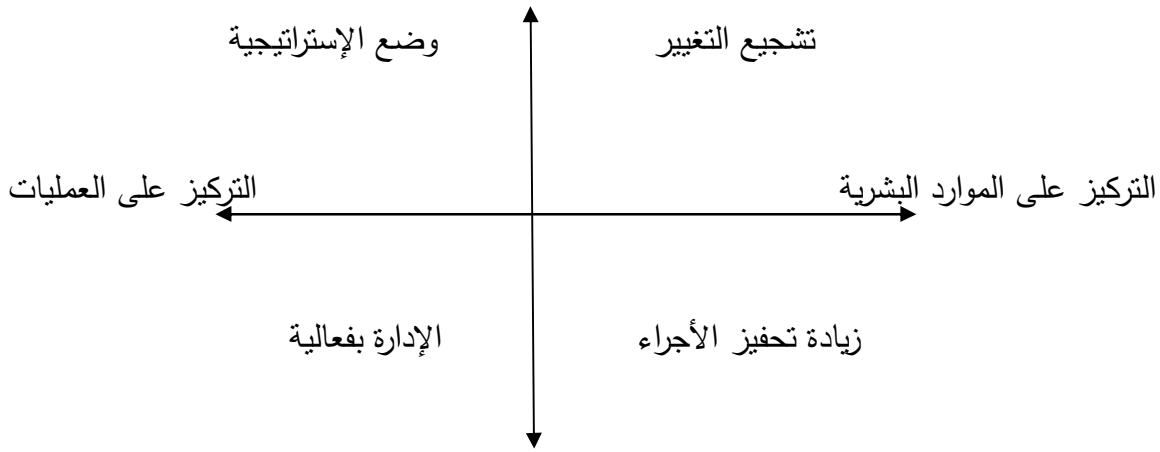 تشجيع التغيير
وضع الإستراتيجية
التركيز على الموارد البشرية
التركيز على العمليات
زيادة تحفيز الأجراء
الإدارة بفعالية